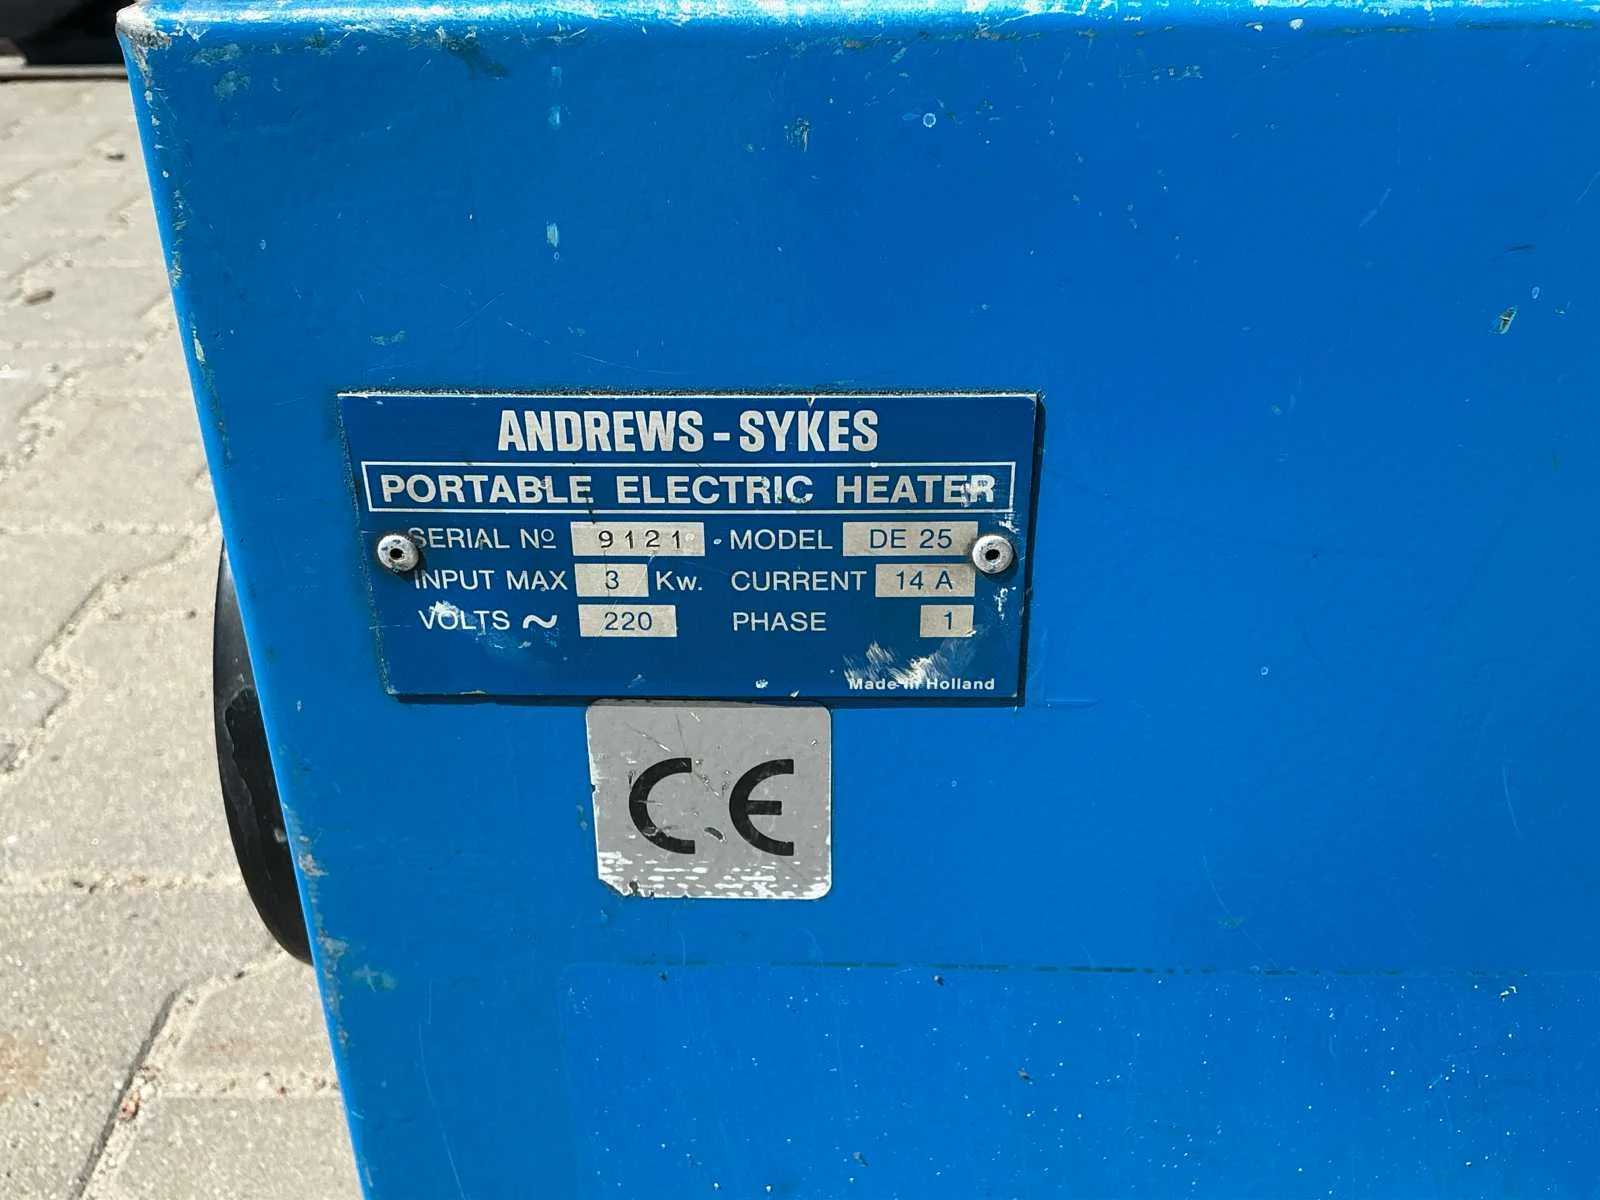 ANDREWS - SYKES
PORTABLE ELECTRIC HEATER
SERIAL Nº 9121 MODEL DE 25
INPUT MAX 3 Kw. CURRENT 14 A
VOLTS ~ 220 PHASE 1
Made in Holland
CE